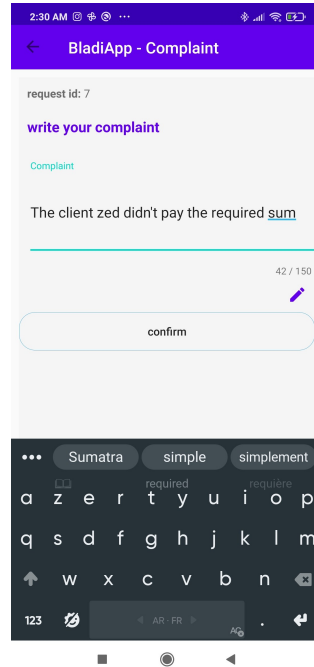 2:30 AM
BladiApp - Complaint
request id: 7
write your complaint
Complaint
The client zed didn't pay the required sum
42 / 150
confirm
Sumatra simple simplement
required requière
a z e r t y u i o p
q s d f g h j k l m
w x c v b n
123 AR - FR .
AC